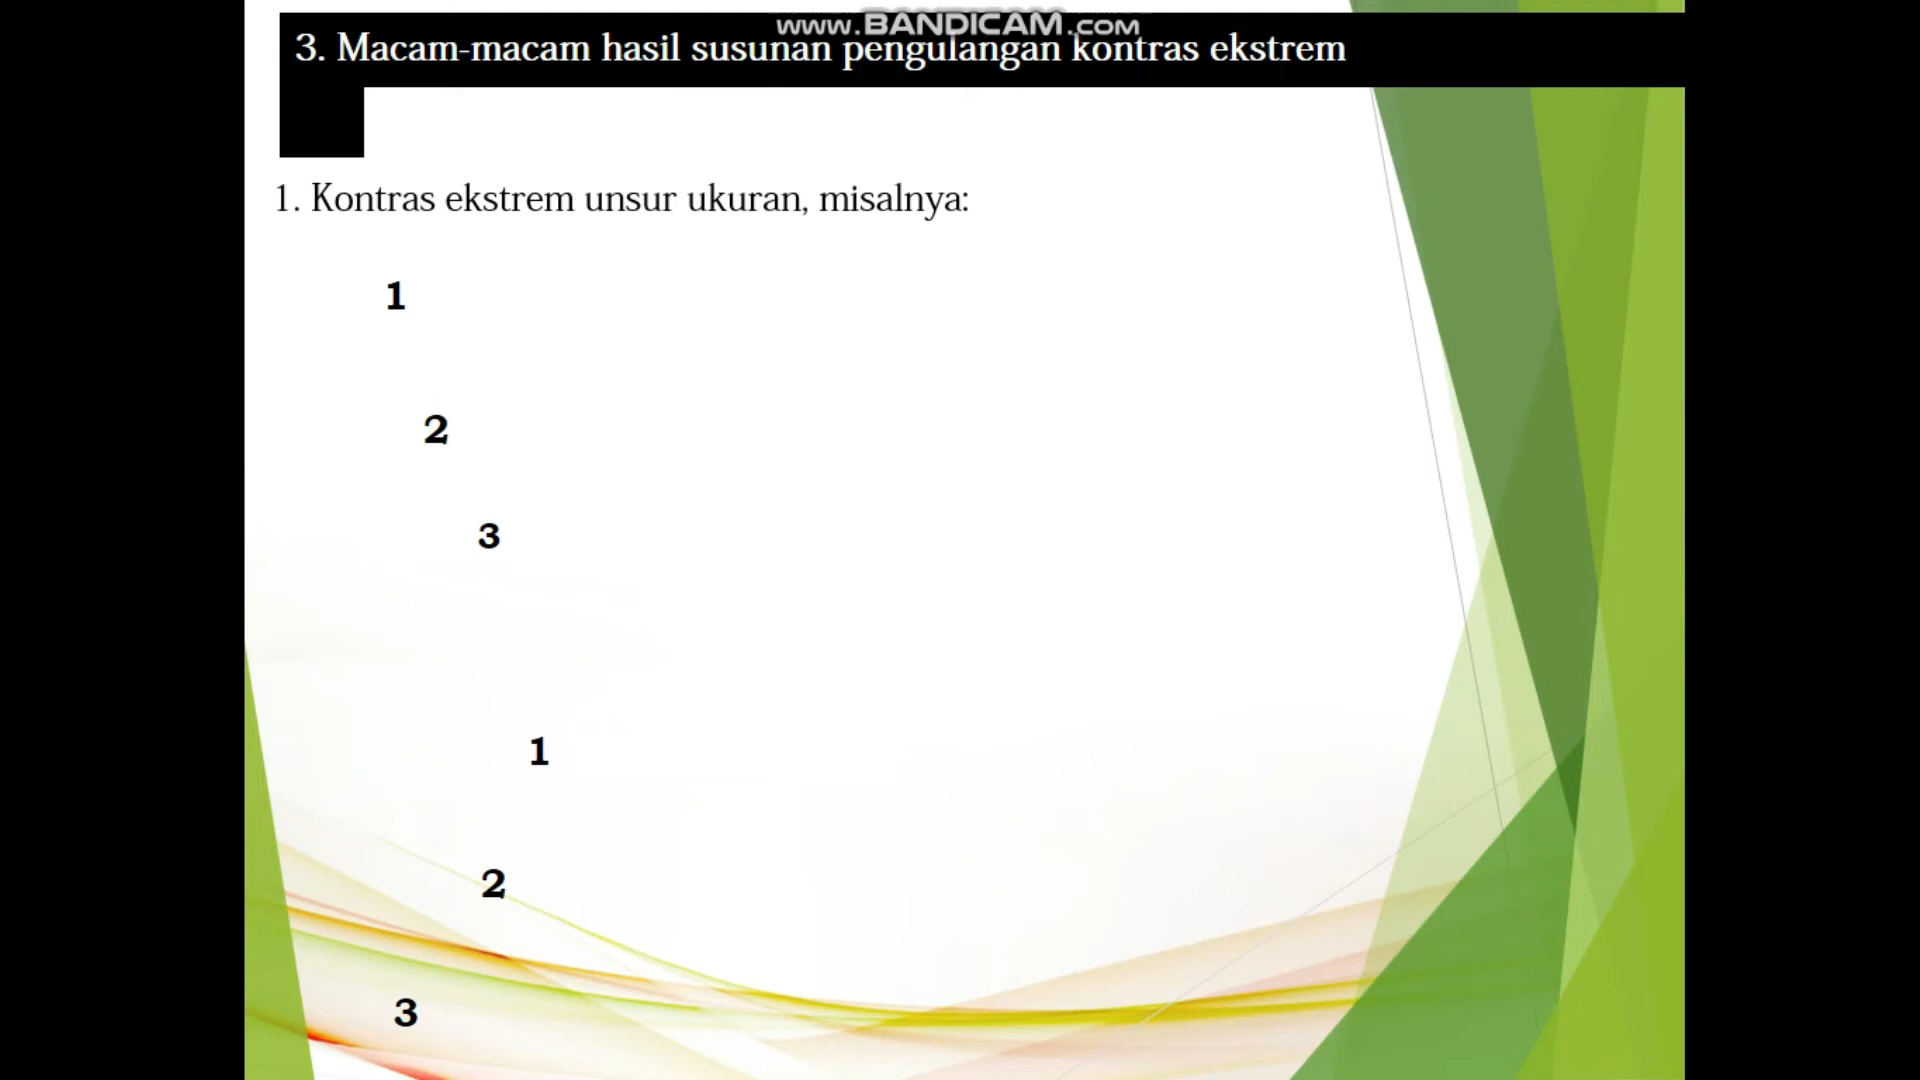 www.BANDICAM.com
3. Macam-macam hasil susunan pengulangan kontras ekstrem
1. Kontras ekstrem unsur ukuran, misalnya:
1
2
3
1
2
3